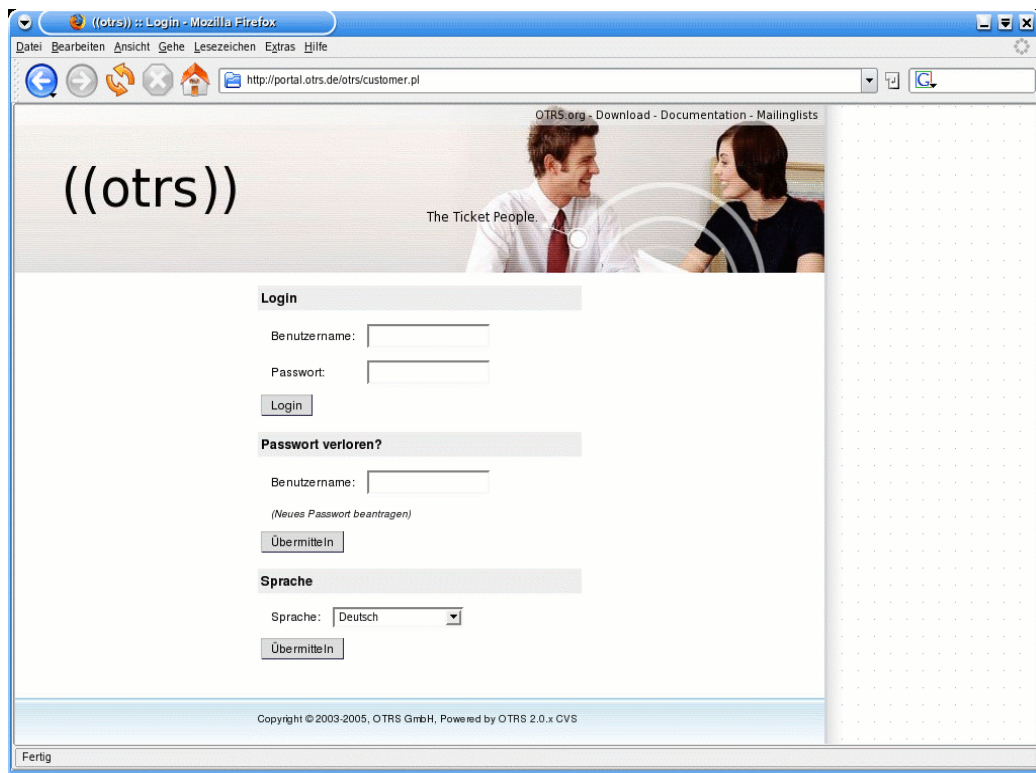 ((otrs)) :: Login - Mozilla Firefox
Datei Bearbeiten Ansicht Gehe Lesezeichen Extras Hilfe
http://portal.otrs.de/otrs/customer.pl
G
OTRS.org - Download - Documentation - Mailinglists
((otrs))
The Ticket People.
Login
Benutzername:
Passwort:
Login
Passwort verloren?
Benutzername:
(Neues Passwort beantragen)
Übermitteln
Sprache
Sprache: Deutsch
Übermitteln
Copyright © 2003-2005, OTRS GmbH, Powered by OTRS 2.0.x CVS
Fertig